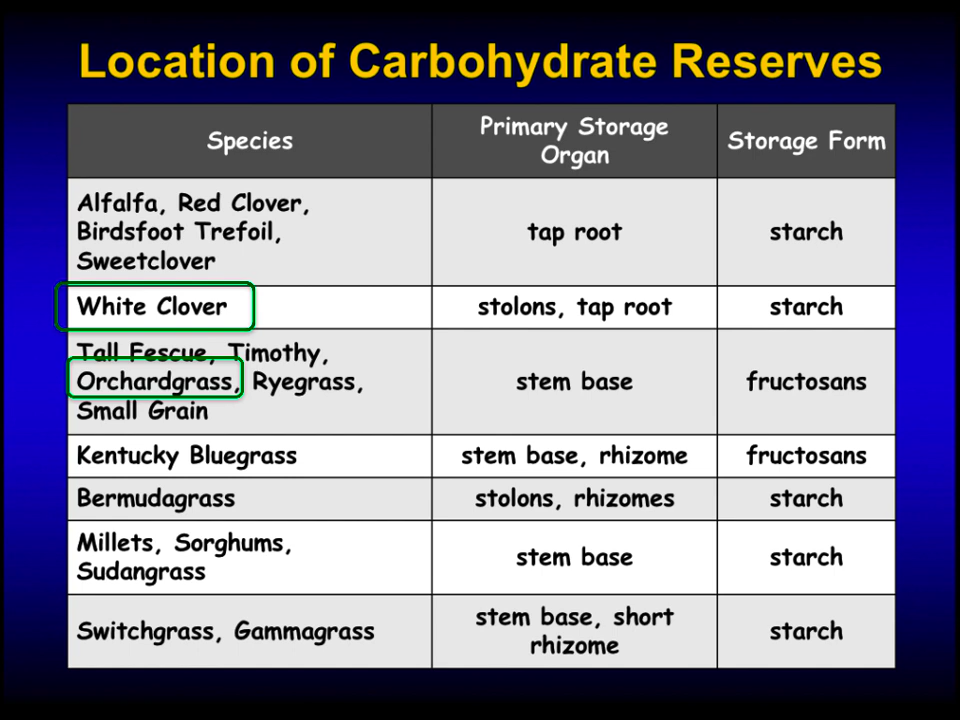 Location of Carbohydrate Reserves
Species
Primary Storage
Organ
Storage Form
Alfalfa, Red Clover,
Birdsfoot Trefoil,
Sweetclover
tap root
starch
White Clover
stolons, tap root
starch
Tall Fescue, Timothy,
Orchardgrass, Ryegrass,
Small Grain
stem base
fructosans
Kentucky Bluegrass
stem base, rhizome
fructosans
Bermudagrass
stolons, rhizomes
starch
Millets, Sorghums,
Sudangrass
stem base
starch
Switchgrass, Gammagrass
stem base, short
rhizome
starch